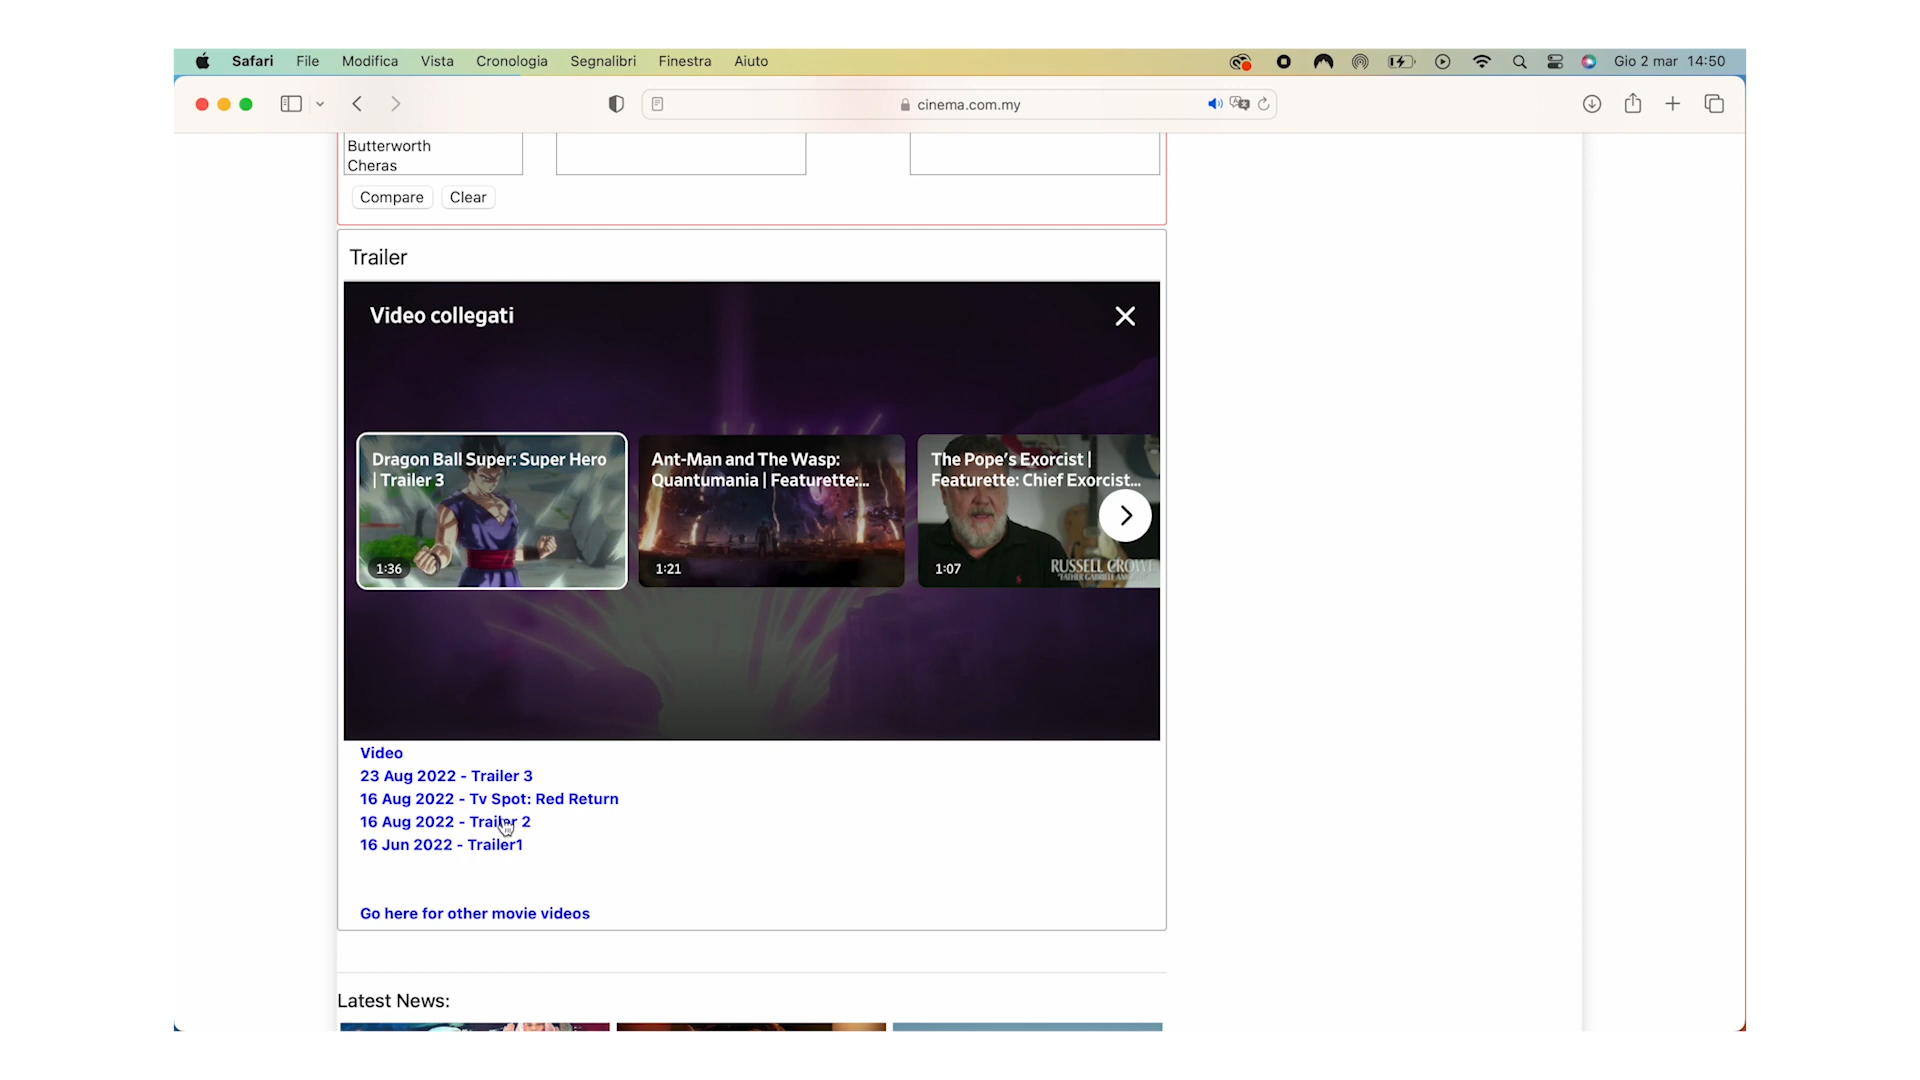 Safari File Modifica Vista Cronologia Segnalibri Finestra Aiuto Gio 2 mar 14:50
cinema.com.my
Butterworth
Cheras
Compare Clear
Trailer
Video collegati
Dragon Ball Super: Super Hero
| Trailer 3
1:36
Ant-Man and The Wasp:
Quantumania | Featurette:...
1:21
The Pope's Exorcist |
Featurette: Chief Exorcist...
1:07
RUSSELL CROWE
Video
23 Aug 2022 - Trailer 3
16 Aug 2022 - Tv Spot: Red Return
16 Aug 2022 - Trailer 2
16 Jun 2022 - Trailer1
Go here for other movie videos
Latest News: